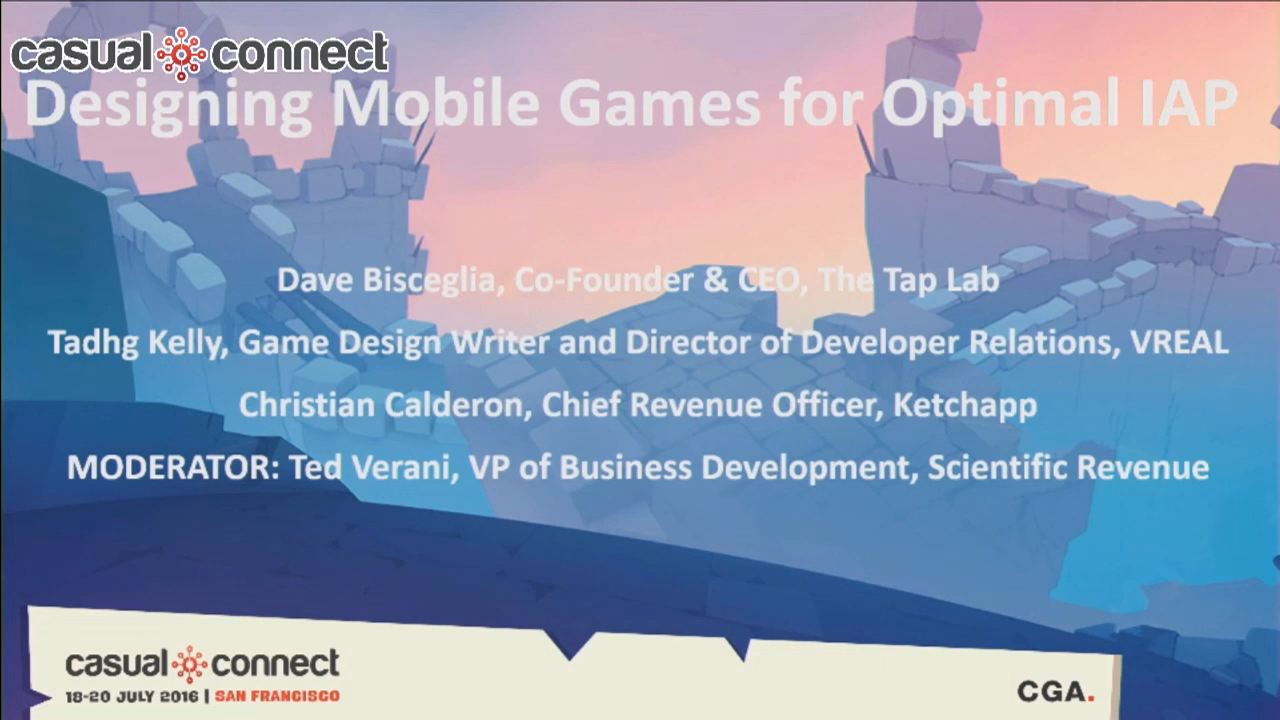 casual connect
Designing Mobile Games for Optimal IAP
Dave Bisceglia, Co-Founder & CEO, The Tap Lab
Tadhg Kelly, Game Design Writer and Director of Developer Relations, VREAL
Christian Calderon, Chief Revenue Officer, Ketchapp
MODERATOR: Ted Verani, VP of Business Development, Scientific Revenue
casual connect
18-20 JULY 2016 | SAN FRANCISCO
CGA.